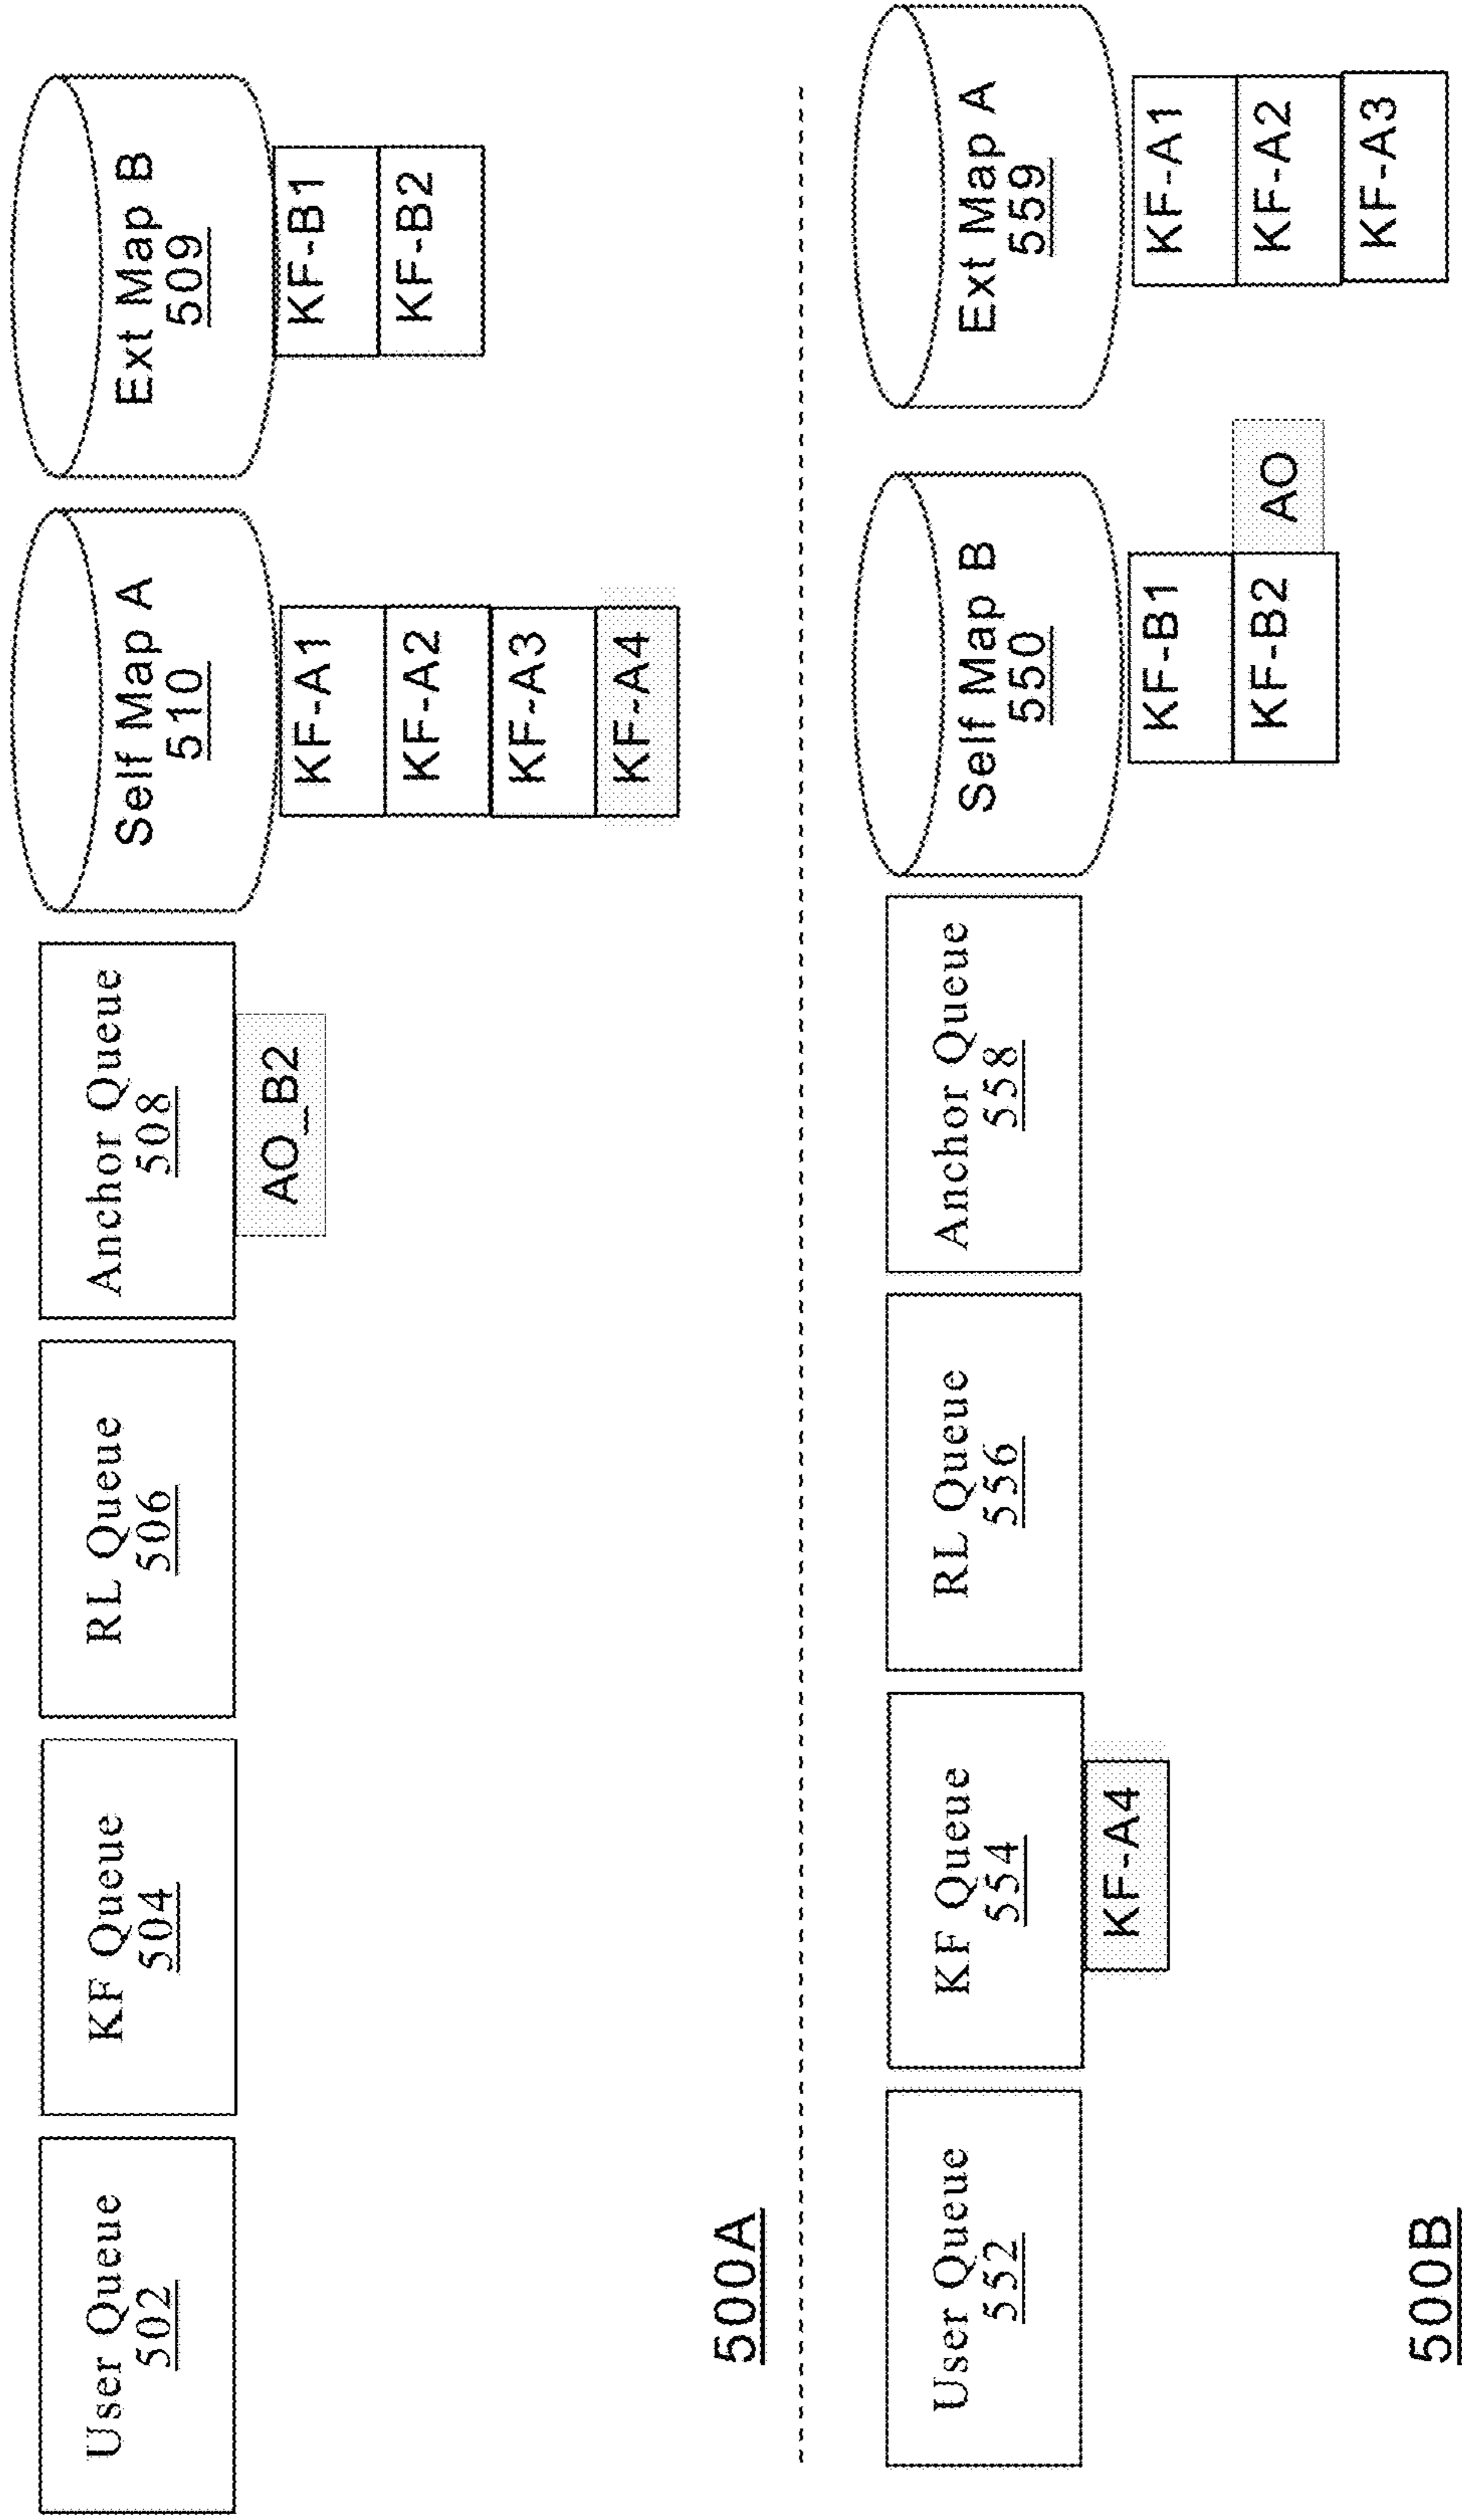 User Queue
502
KF Queue
504
RL Queue
506
Anchor Queue
508
AO_B2
Self Map A
510
KF-A1
KF-A2
KF-A3
KF-A4
Ext Map B
509
KF-B1
KF-B2
500A
User Queue
552
KF Queue
554
KF-A4
RL Queue
556
Anchor Queue
558
Self Map B
550
KF-B1
KF-B2
AO
Ext Map A
559
KF-A1
KF-A2
KF-A3
500B